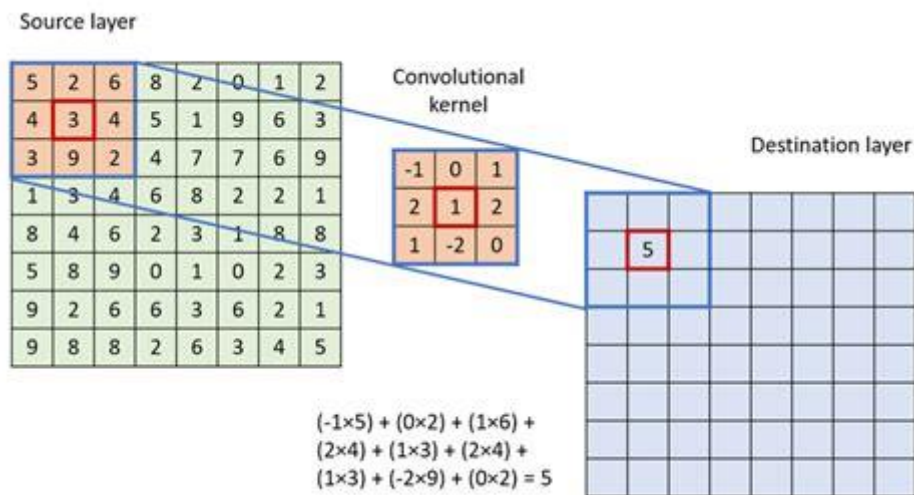 Source layer
5 2 6 8 2 0 1 2
4 3 4 5 1 9 6 3
3 9 2 4 7 7 6 9
1 3 4 6 8 2 2 1
8 4 6 2 3 1 8 8
5 8 9 0 1 0 2 3
9 2 6 6 3 6 2 1
9 8 8 2 6 3 4 5
Convolutional
kernel
-1 0 1
2 1 2
1 -2 0
Destination layer
5
(-1×5) + (0×2) + (1×6) +
(2×4) + (1×3) + (2×4) +
(1×3) + (-2×9) + (0×2) = 5